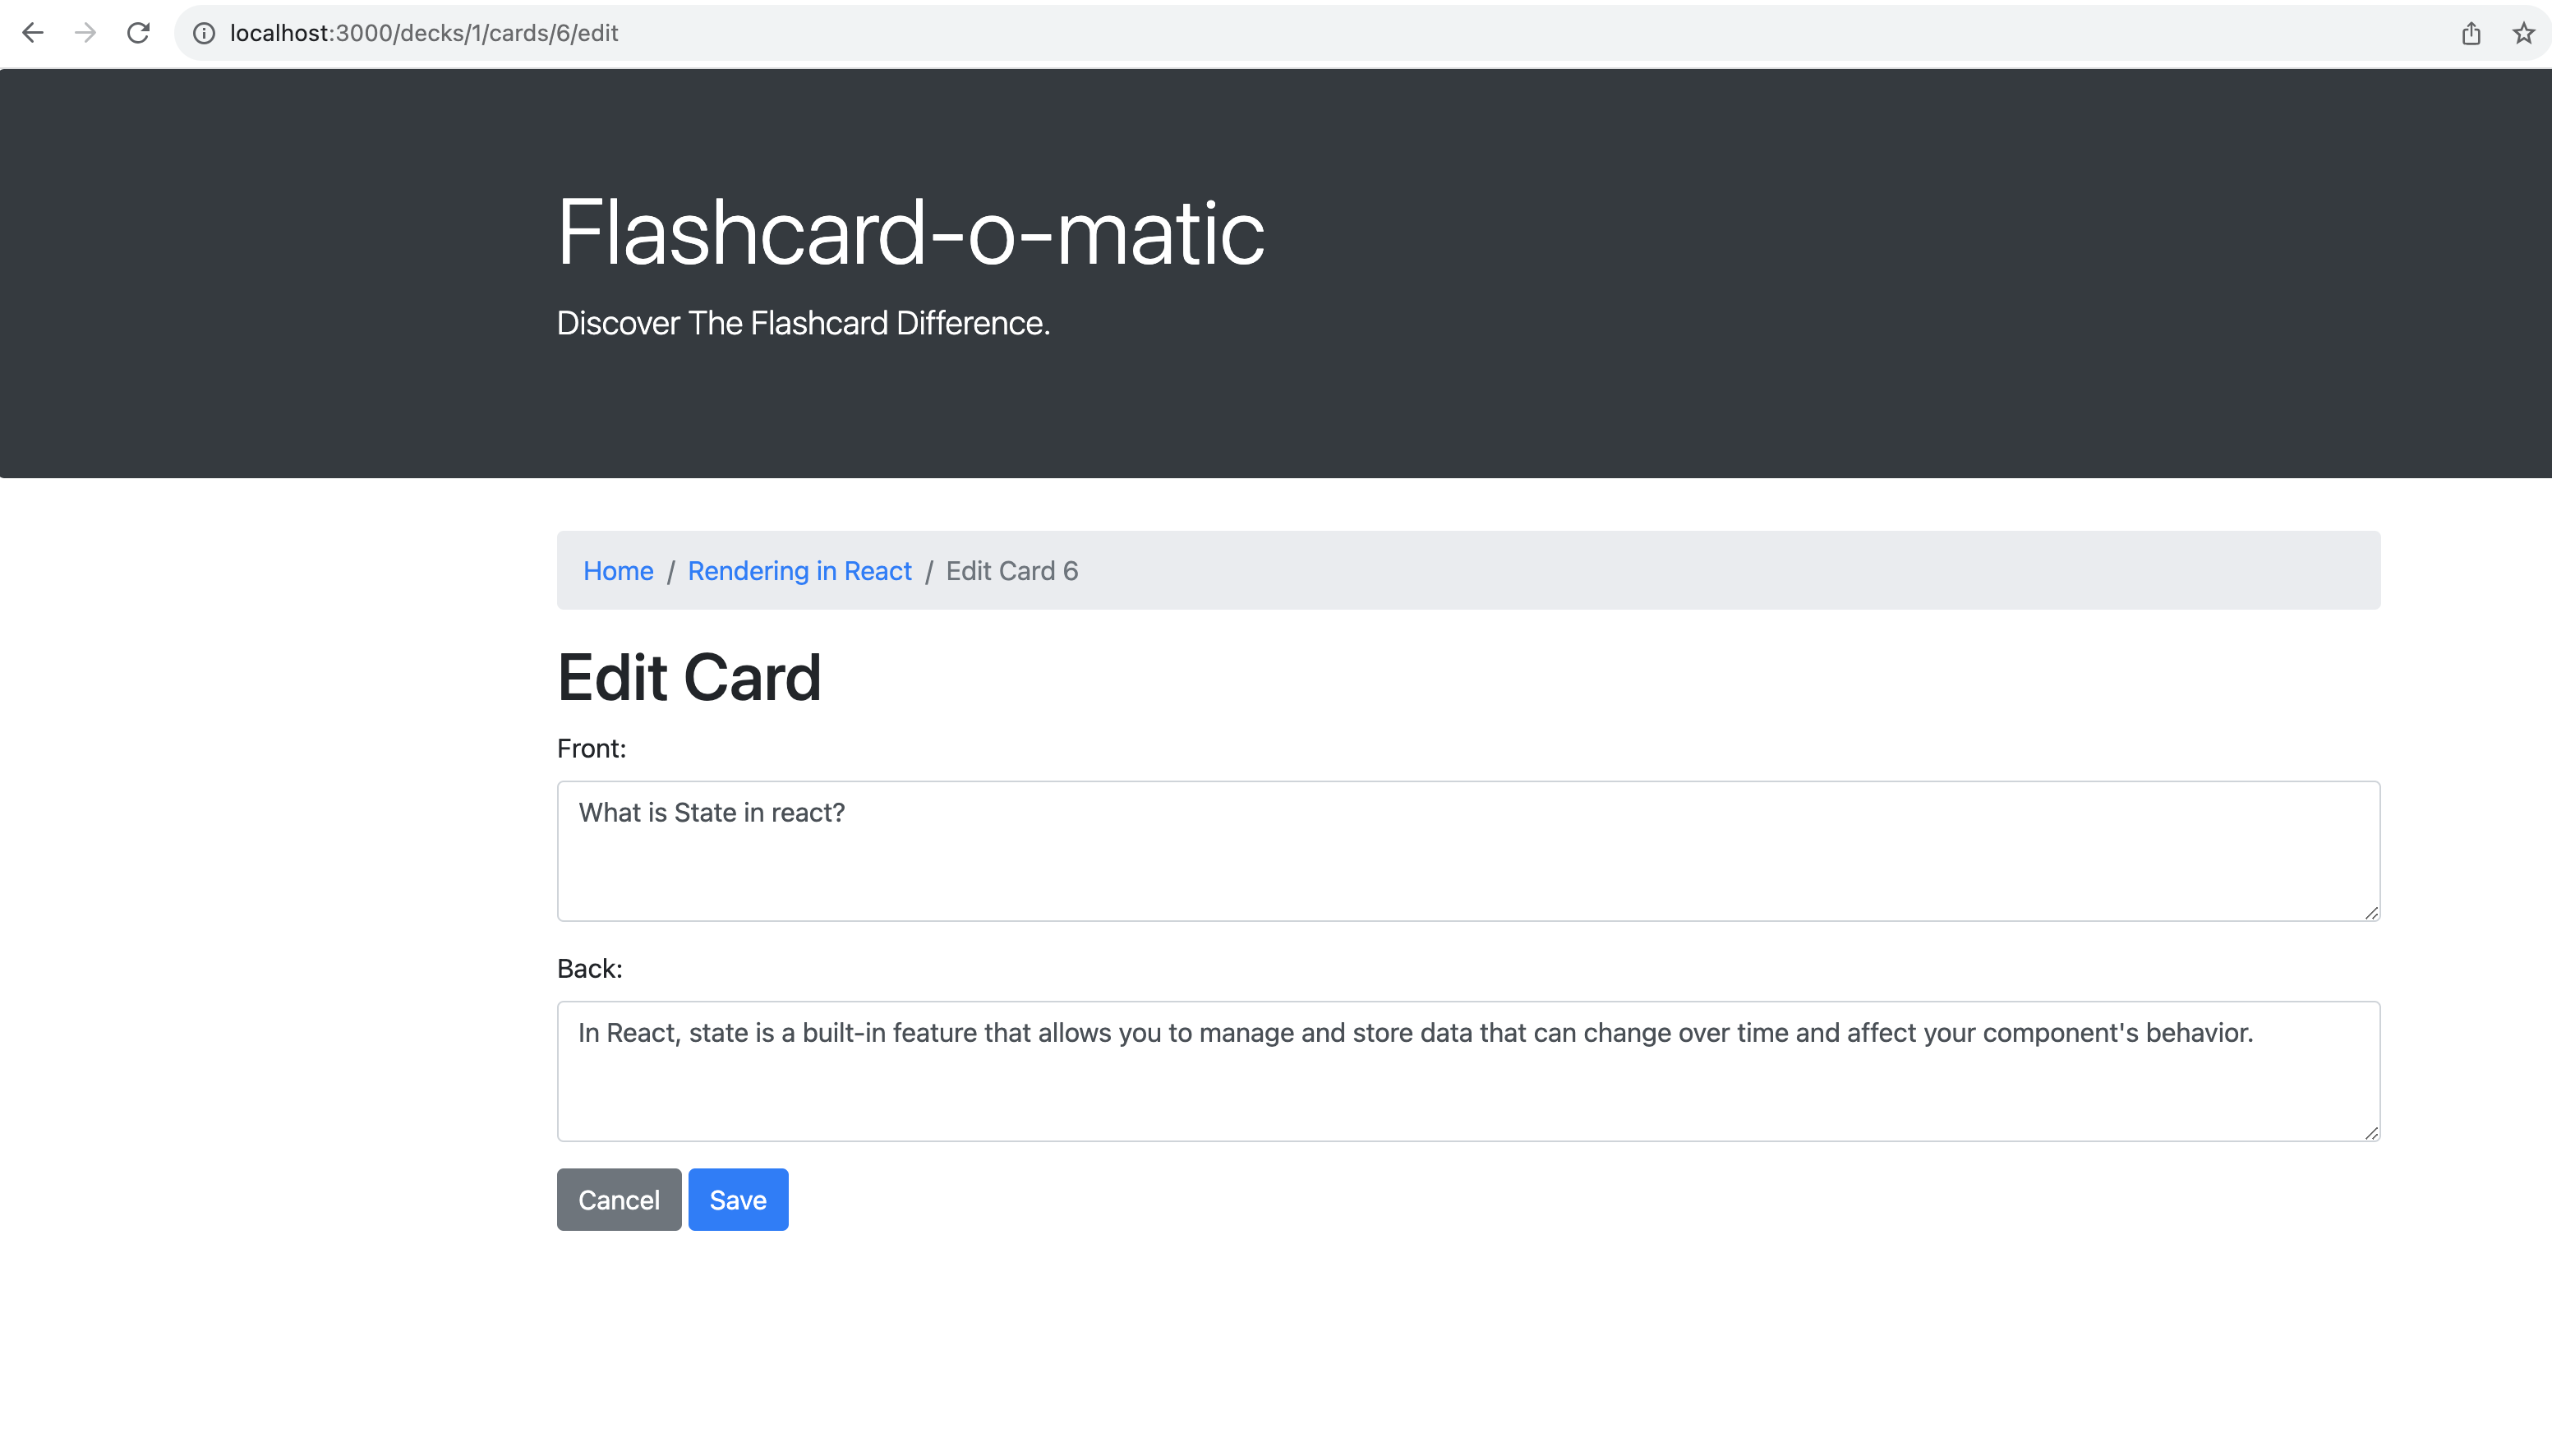 localhost:3000/decks/1/cards/6/edit
Flashcard-o-matic
Discover The Flashcard Difference.
Home / Rendering in React / Edit Card 6
Edit Card
Front:
What is State in react?
Back:
In React, state is a built-in feature that allows you to manage and store data that can change over time and affect your component's behavior.
Cancel Save